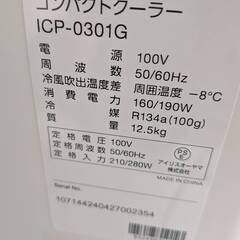 コンパクトクーラー
ICP-0301G
電源 100V
周波数 50/60Hz
冷風吹出温度差 周囲温度 -8℃
消費電力 160/190W
冷媒 R134a(100g)
質量 12.5kg
定格電圧 100V
定格周波数 50/60Hz
定格入力 210/280W
PSE
アイリスオーヤマ
株式会社
MADE IN CHINA
Serial No.
107144240427002354